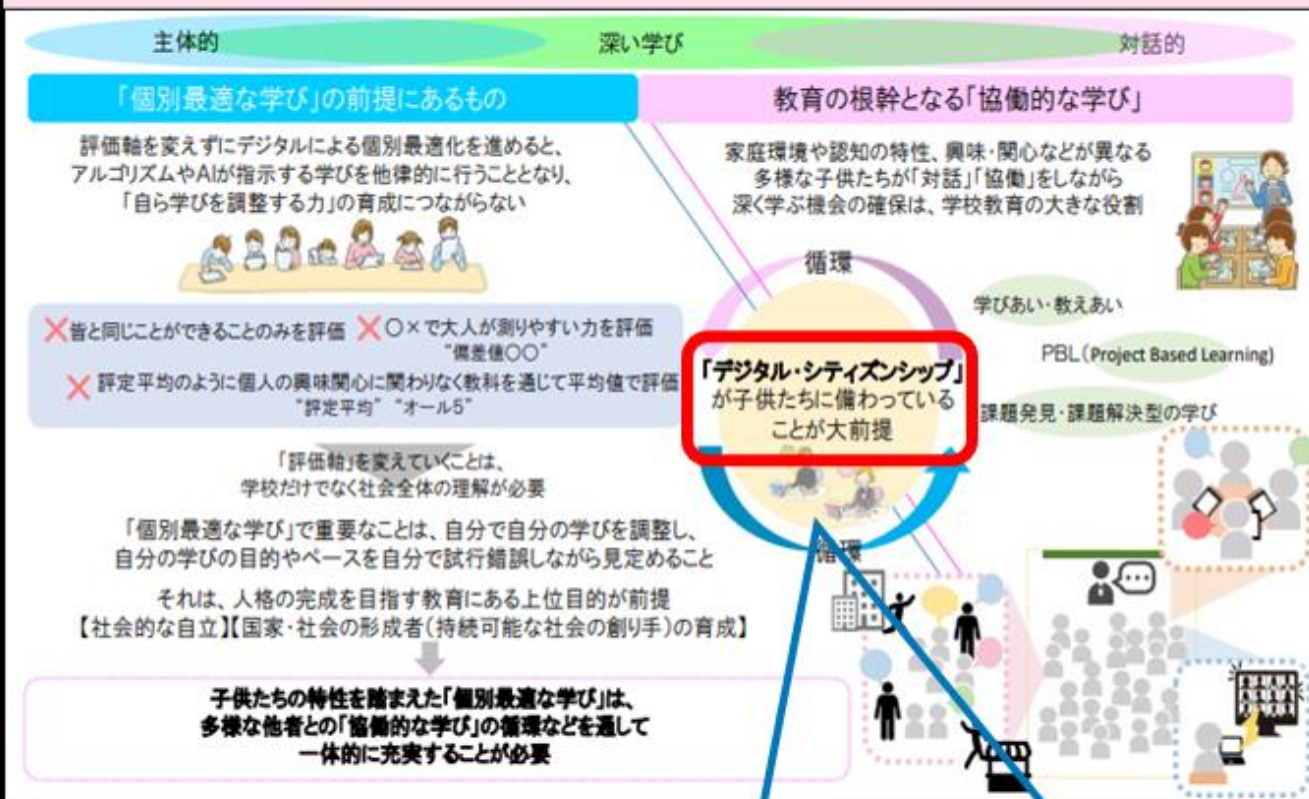 主体的
深い学び
対話的
「個別最適な学び」の前提にあるもの
教育の根幹となる「協働的な学び」
評価軸を変えずにデジタルによる個別最適化を進めると、
アルゴリズムやAIが指示する学びを他律的に行うこととなり、
「自ら学びを調整する力」の育成につながらない
家庭環境や認知の特性、興味・関心などが異なる
多様な子供たちが「対話」「協働」をしながら
深く学ぶ機会の確保は、学校教育の大きな役割
❌皆と同じことができることのみを評価
❌〇×で大人が測りやすい力を評価
"偏差値〇〇"
❌評定平均のように個人の興味関心に関わりなく教科を通じて平均値で評価
"評定平均" "オール5"
循環
「デジタル・シティズンシップ」
が子供たちに備わっている
ことが大前提
循環
学びあい・教えあい
PBL(Project Based Learning)
課題発見・課題解決型の学び
「評価軸」を変えていくことは、
学校だけでなく社会全体の理解が必要
「個別最適な学び」で重要なことは、自分で自分の学びを調整し、
自分の学びの目的やペースを自分で試行錯誤しながら見定めること
それは、人格の完成を目指す教育にある上位目的が前提
【社会的な自立】【国家・社会の形成者(持続可能な社会の創り手)の育成】
子供たちの特性を踏まえた「個別最適な学び」は、
多様な他者との「協働的な学び」の循環などを通して
一体的に充実することが必要